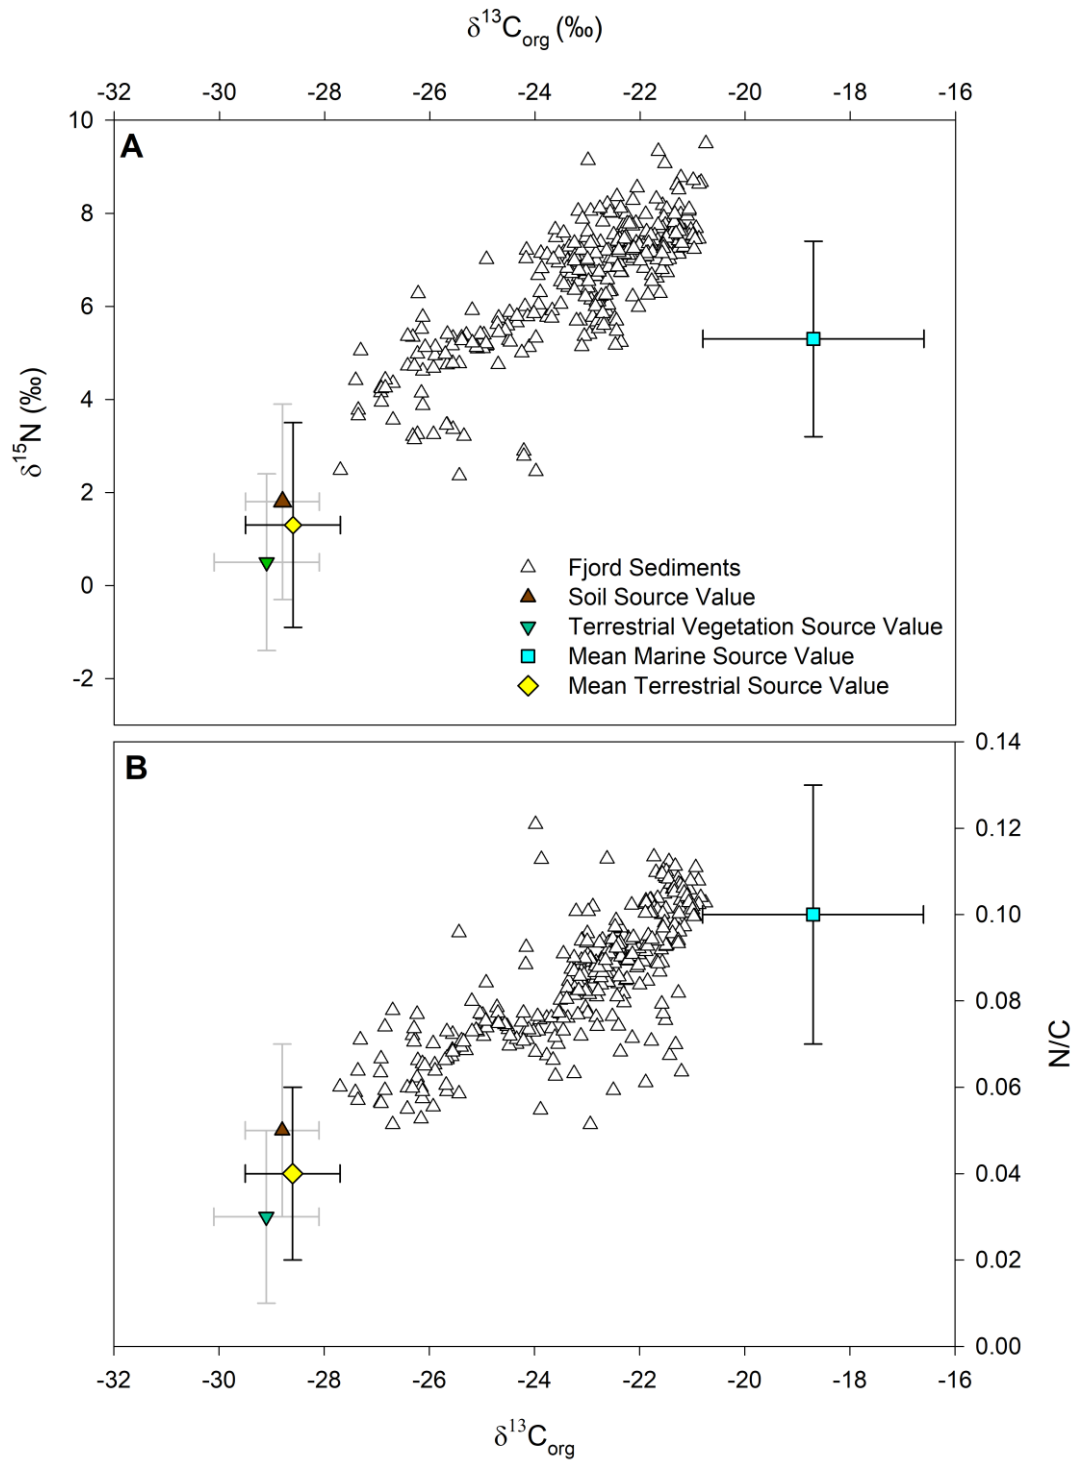 δ¹³C_org (‰)
-32 -30 -28 -26 -24 -22 -20 -18 -16
A
10
8
6
4
2
0
-2
δ¹⁵N (‰)
Fjord Sediments
Soil Source Value
Terrestrial Vegetation Source Value
Mean Marine Source Value
Mean Terrestrial Source Value
B
0.14
0.12
0.10
0.08
0.06
0.04
0.02
0.00
N/C
-32 -30 -28 -26 -24 -22 -20 -18 -16
δ¹³C_org